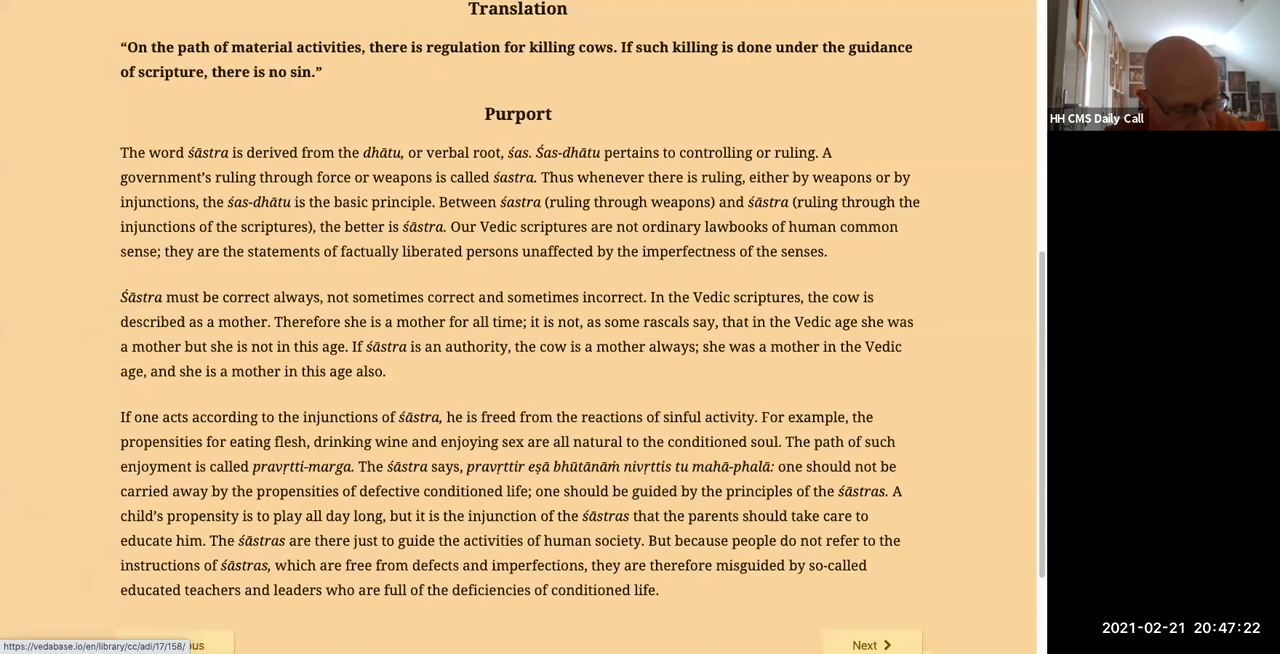 Translation
“On the path of material activities, there is regulation for killing cows. If such killing is done under the guidance
of scripture, there is no sin.”
Purport
The word śāstra is derived from the dhātu, or verbal root, śas. Śas-dhātu pertains to controlling or ruling. A
government’s ruling through force or weapons is called śastra. Thus whenever there is ruling, either by weapons or by
injunctions, the śas-dhātu is the basic principle. Between śastra (ruling through weapons) and śāstra (ruling through the
injunctions of the scriptures), the better is śāstra. Our Vedic scriptures are not ordinary lawbooks of human common
sense; they are the statements of factually liberated persons unaffected by the imperfectness of the senses.
Śāstra must be correct always, not sometimes correct and sometimes incorrect. In the Vedic scriptures, the cow is
described as a mother. Therefore she is a mother for all time; it is not, as some rascals say, that in the Vedic age she was
a mother but she is not in this age. If śāstra is an authority, the cow is a mother always; she was a mother in the Vedic
age, and she is a mother in this age also.
If one acts according to the injunctions of śāstra, he is freed from the reactions of sinful activity. For example, the
propensities for eating flesh, drinking wine and enjoying sex are all natural to the conditioned soul. The path of such
enjoyment is called pravṛtti-marga. The śāstra says, pravṛttir eṣā bhūtānāṁ nivṛttis tu mahā-phalā: one should not be
carried away by the propensities of defective conditioned life; one should be guided by the principles of the śāstras. A
child’s propensity is to play all day long, but it is the injunction of the śāstras that the parents should take care to
educate him. The śāstras are there just to guide the activities of human society. But because people do not refer to the
instructions of śāstras, which are free from defects and imperfections, they are therefore misguided by so-called
educated teachers and leaders who are full of the deficiencies of conditioned life.
https://vedabase.io/en/library/cc/adi/17/158/
us
Next
HH CMS Daily Call
2021-02-21 20:47:22